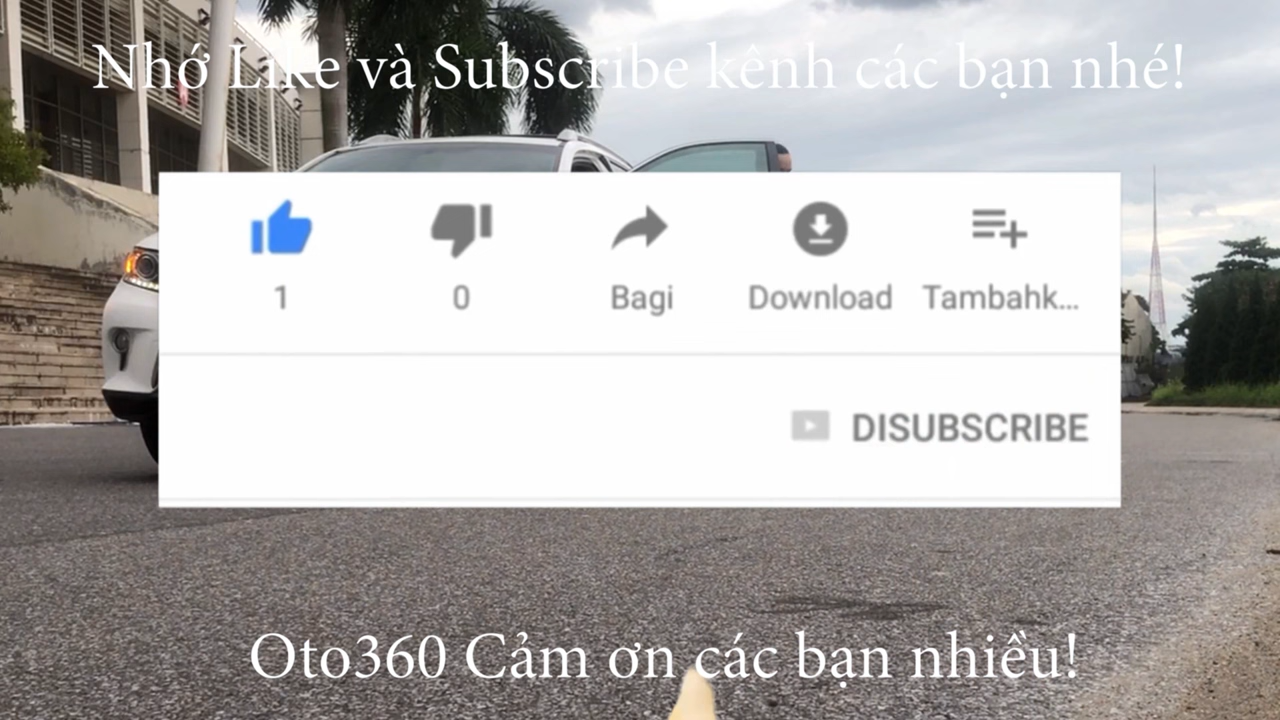 Nhớ Like và Subscribe kênh các bạn nhé!
1 0 Bagi Download Tambahk...
DISUBSCRIBE
Oto360 Cảm ơn các bạn nhiều!